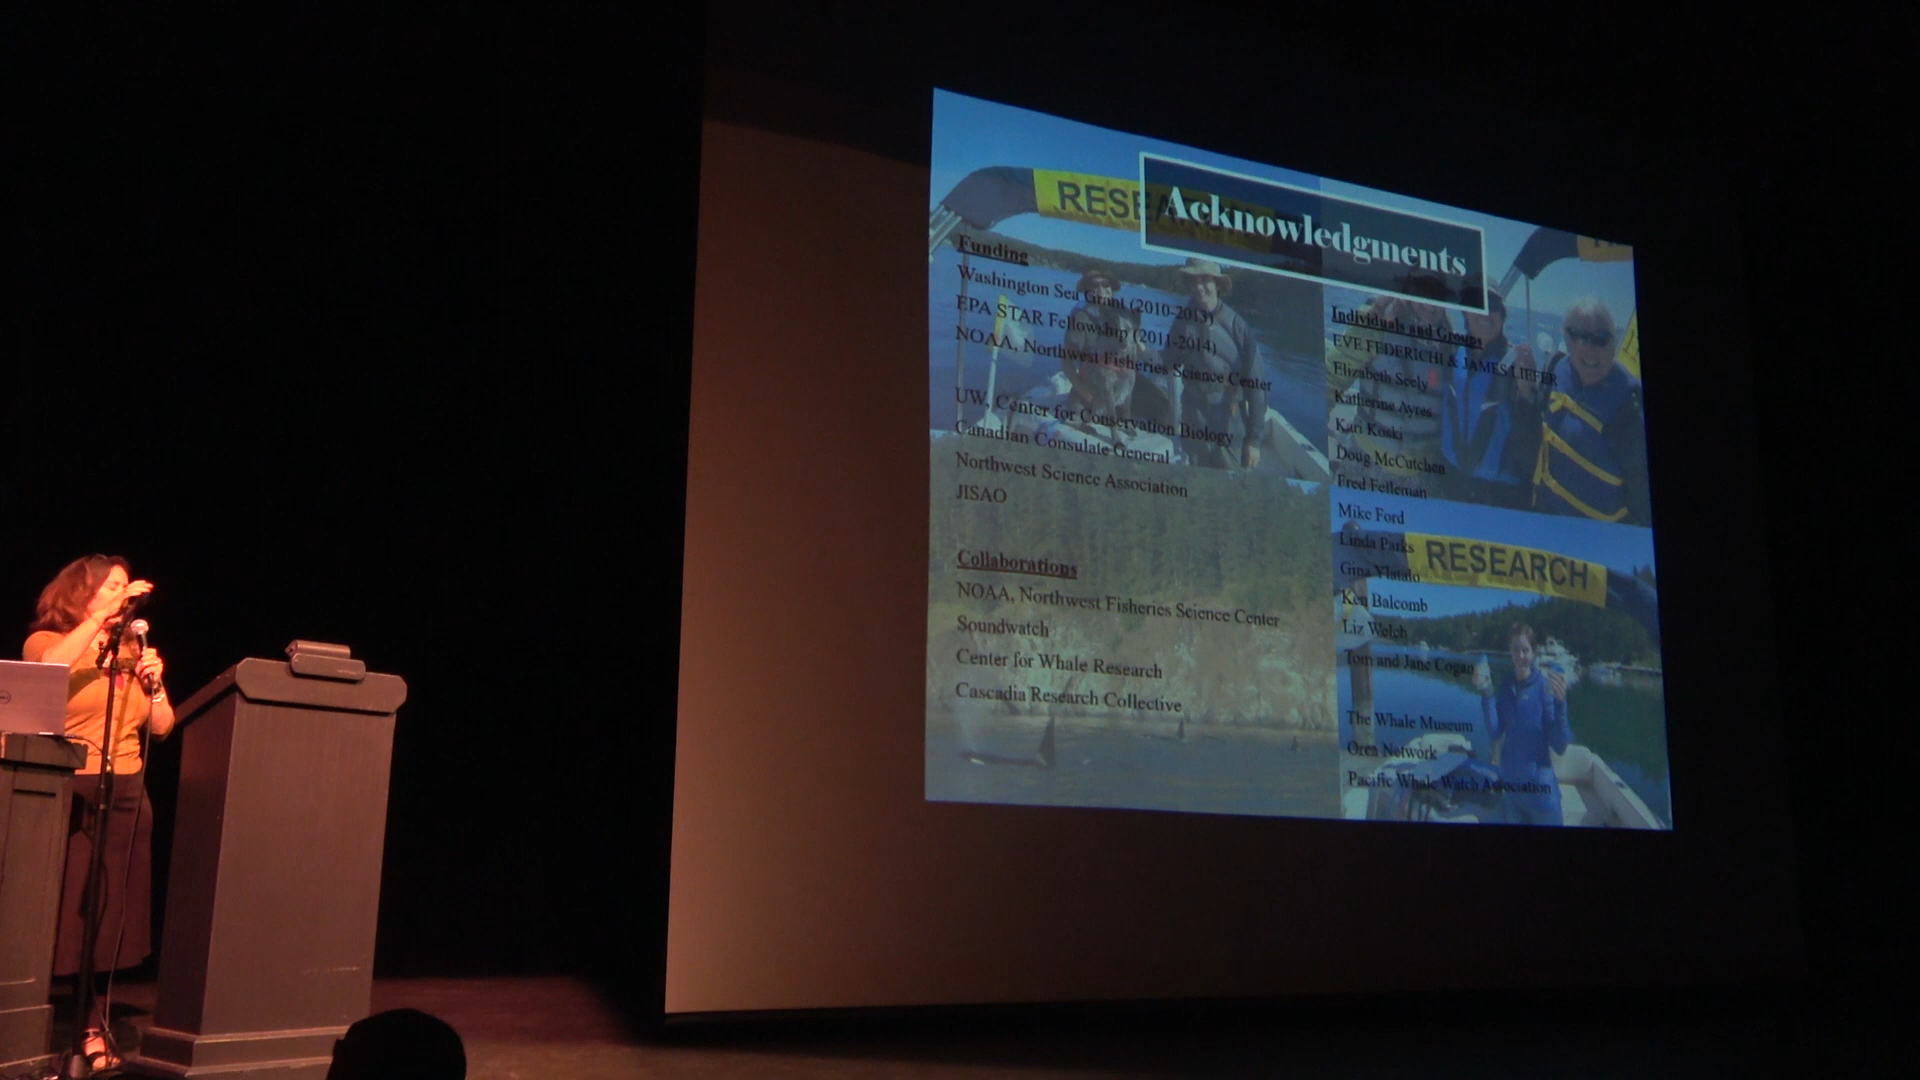 Acknowledgments
RESEA
Funding
Washington Sea Grant (2010-2013)
EPA STAR Fellowship (2011-2014)
NOAA, Northwest Fisheries Science Center
UW, Center for Conservation Biology
Canadian Consulate General
Northwest Science Association
JISAO
Collaborations
NOAA, Northwest Fisheries Science Center
Soundwatch
Center for Whale Research
Cascadia Research Collective
Individuals and Groups
EVE FEDERICHI & JAMES LIEFER
Elizabeth Seely
Katherine Ayres
Kari Koski
Doug McCutchen
Fred Felleman
Mike Ford
Linda Parks
Gina Ylatalo
Ken Balcomb
Liz Welch
Tom and Jane Cogan
The Whale Museum
Orca Network
Pacific Whale Watch Association
RESEARCH